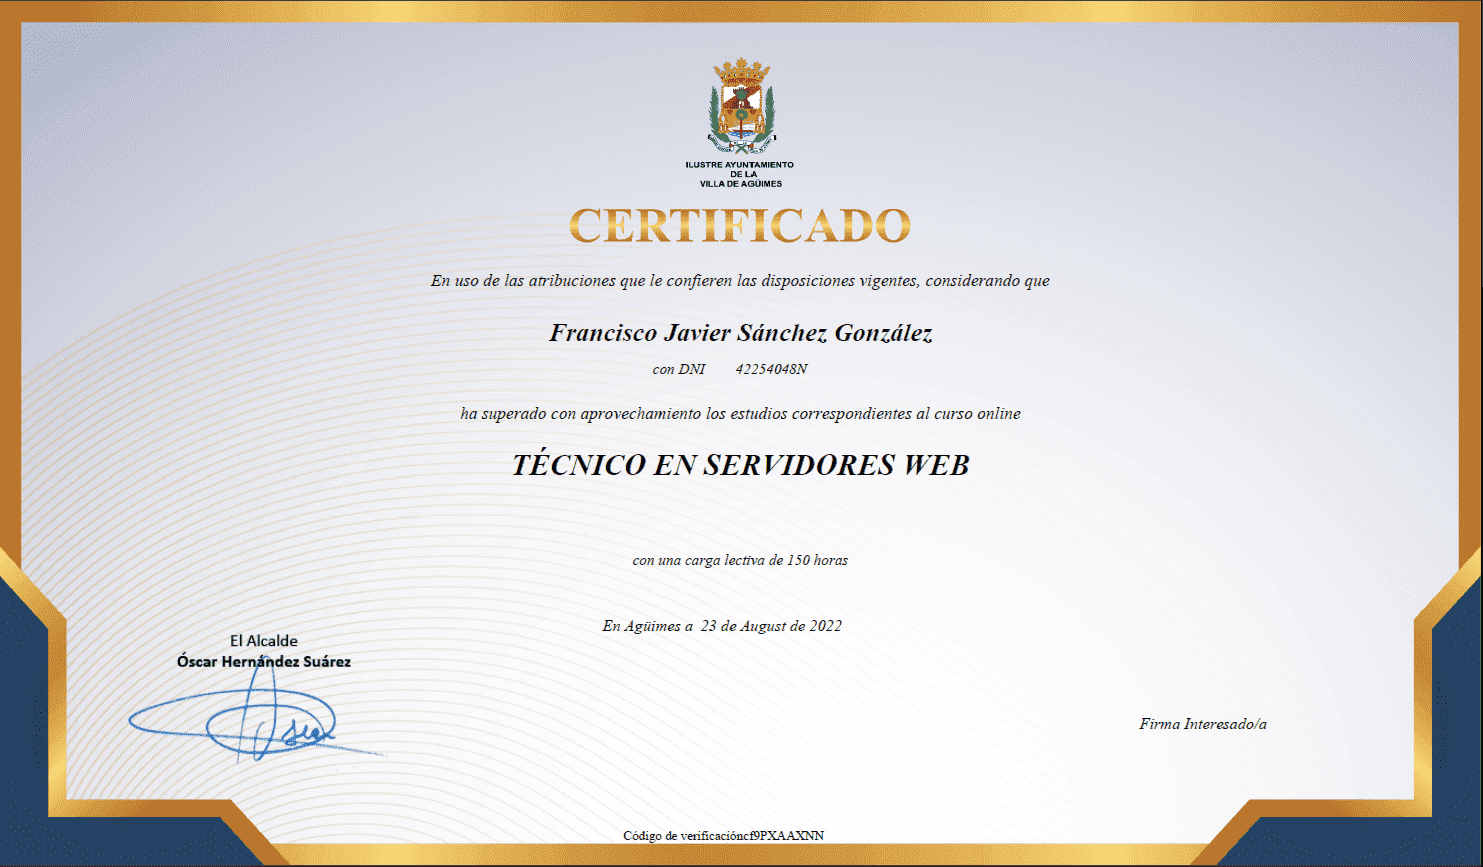 ILUSTRE AYUNTAMIENTO
DE LA
VILLA DE AGÜIMES
CERTIFICADO
En uso de las atribuciones que le confieren las disposiciones vigentes, considerando que
Francisco Javier Sánchez González
con DNI 42254048N
ha superado con aprovechamiento los estudios correspondientes al curso online
TÉCNICO EN SERVIDORES WEB
con una carga lectiva de 150 horas
En Agüimes a 23 de August de 2022
El Alcalde
Óscar Hernández Suárez
Firma Interesado/a
Código de verificacióncf9PXAAXNN